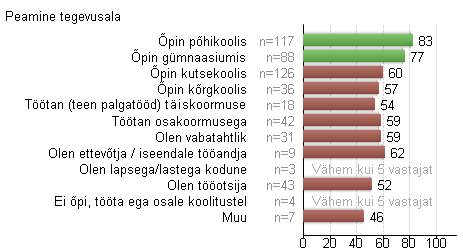 Peamine tegevusala
Õpin põhikoolis n=117 83
Õpin gümnaasiumis n=88 77
Õpin kutsekoolis n=126 60
Õpin kõrgkoolis n=36 57
Töötan (teen palgatööd) täiskoormuse n=18 54
Töötan osakoormusega n=42 59
Olen vabatahtlik n=31 59
Olen ettevõtja / iseendale tööandja n=9 62
Olen lapsega/lastega kodune n=3 Vähem kui 5 vastajat
Olen tööotsija n=43 52
Ei õpi, tööta ega osale koolitustel n=4 Vähem kui 5 vastajat
Muu n=7 46
0 20 40 60 80 100